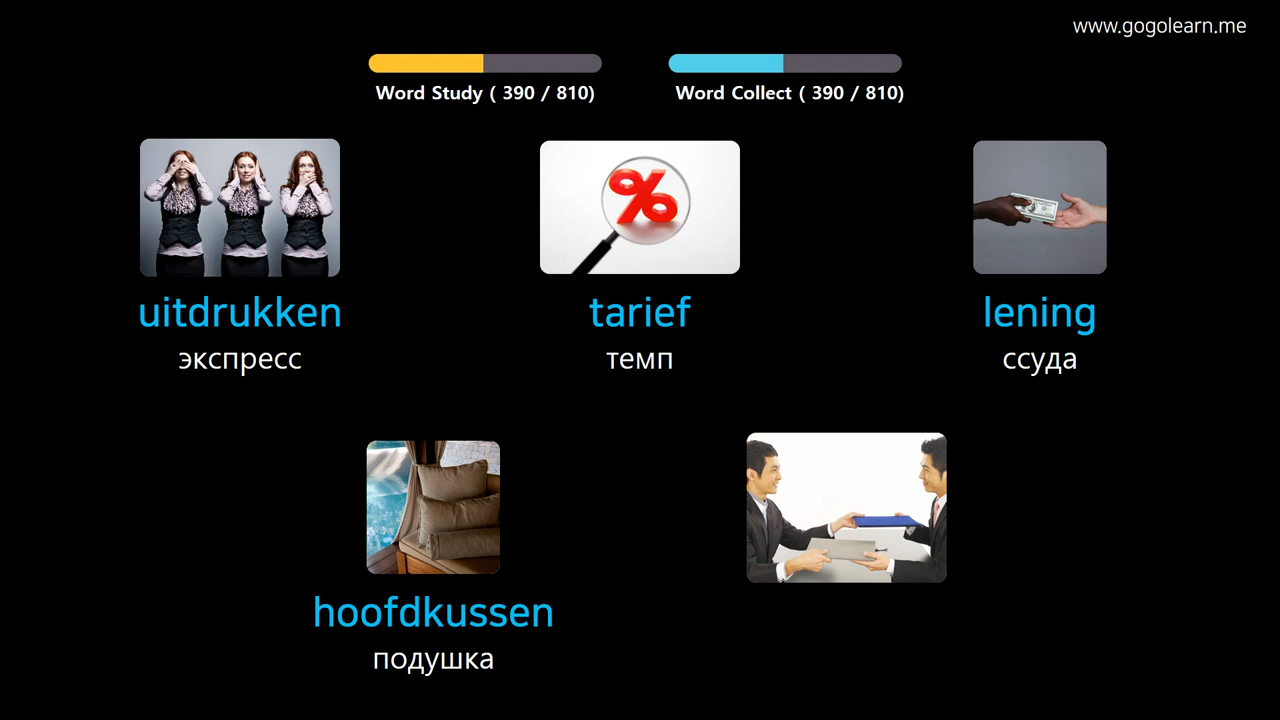 www.gogolearn.me
Word Study ( 390 / 810)
Word Collect ( 390 / 810)
uitdrukken
экспресс
tarief
темп
lening
ссуда
hoofdkussen
подушка